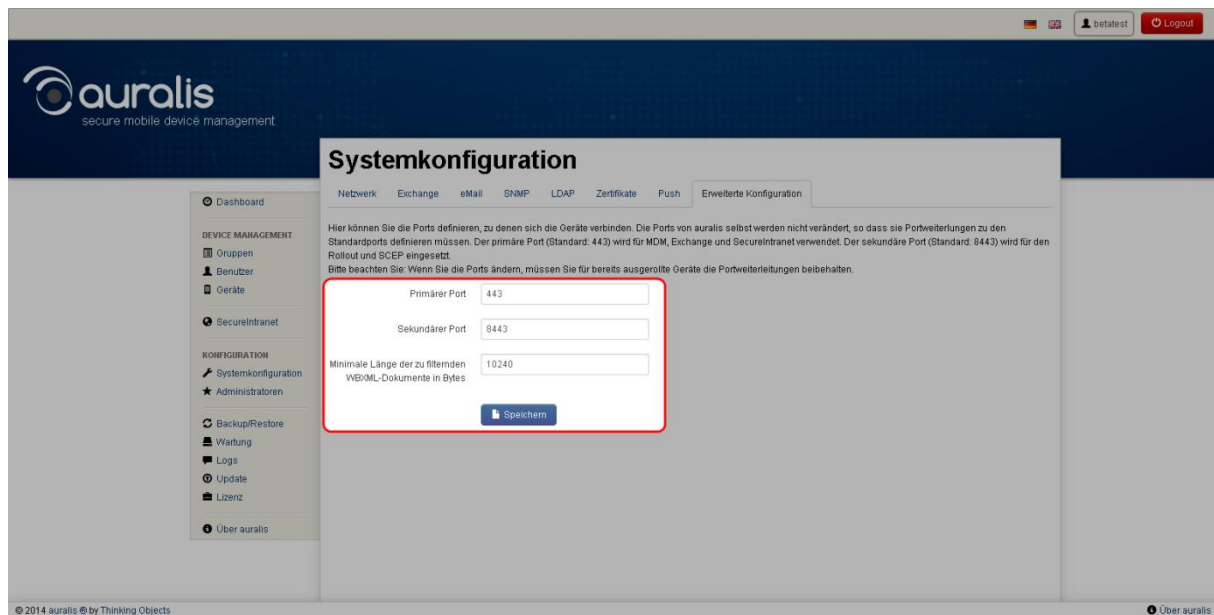 betatest
Logout
auralis
secure mobile device management
Systemkonfiguration
Netzwerk Exchange eMail SNMP LDAP Zertifikate Push Erweiterte Konfiguration
Dashboard
DEVICE MANAGEMENT
Gruppen
Benutzer
Geräte
SecureIntranet
KONFIGURATION
Systemkonfiguration
Administratoren
Backup/Restore
Wartung
Logs
Update
Lizenz
Über auralis
Hier können Sie die Ports definieren, zu denen sich die Geräte verbinden. Die Ports von auralis selbst werden nicht verändert, so dass sie Portweiterlungen zu den
Standardports definieren müssen. Der primäre Port (Standard: 443) wird für MDM, Exchange und SecureIntranet verwendet. Der sekundäre Port (Standard: 8443) wird für den
Rollout und SCEP eingesetzt.
Bitte beachten Sie: Wenn Sie die Ports ändern, müssen Sie für bereits ausgerollte Geräte die Portweiterleitungen beibehalten.
Primärer Port 443
Sekundärer Port 8443
Minimale Länge der zu filternden 10240
WBXML-Dokumente in Bytes
Speichern
© 2014 auralis ® by Thinking Objects
Über auralis